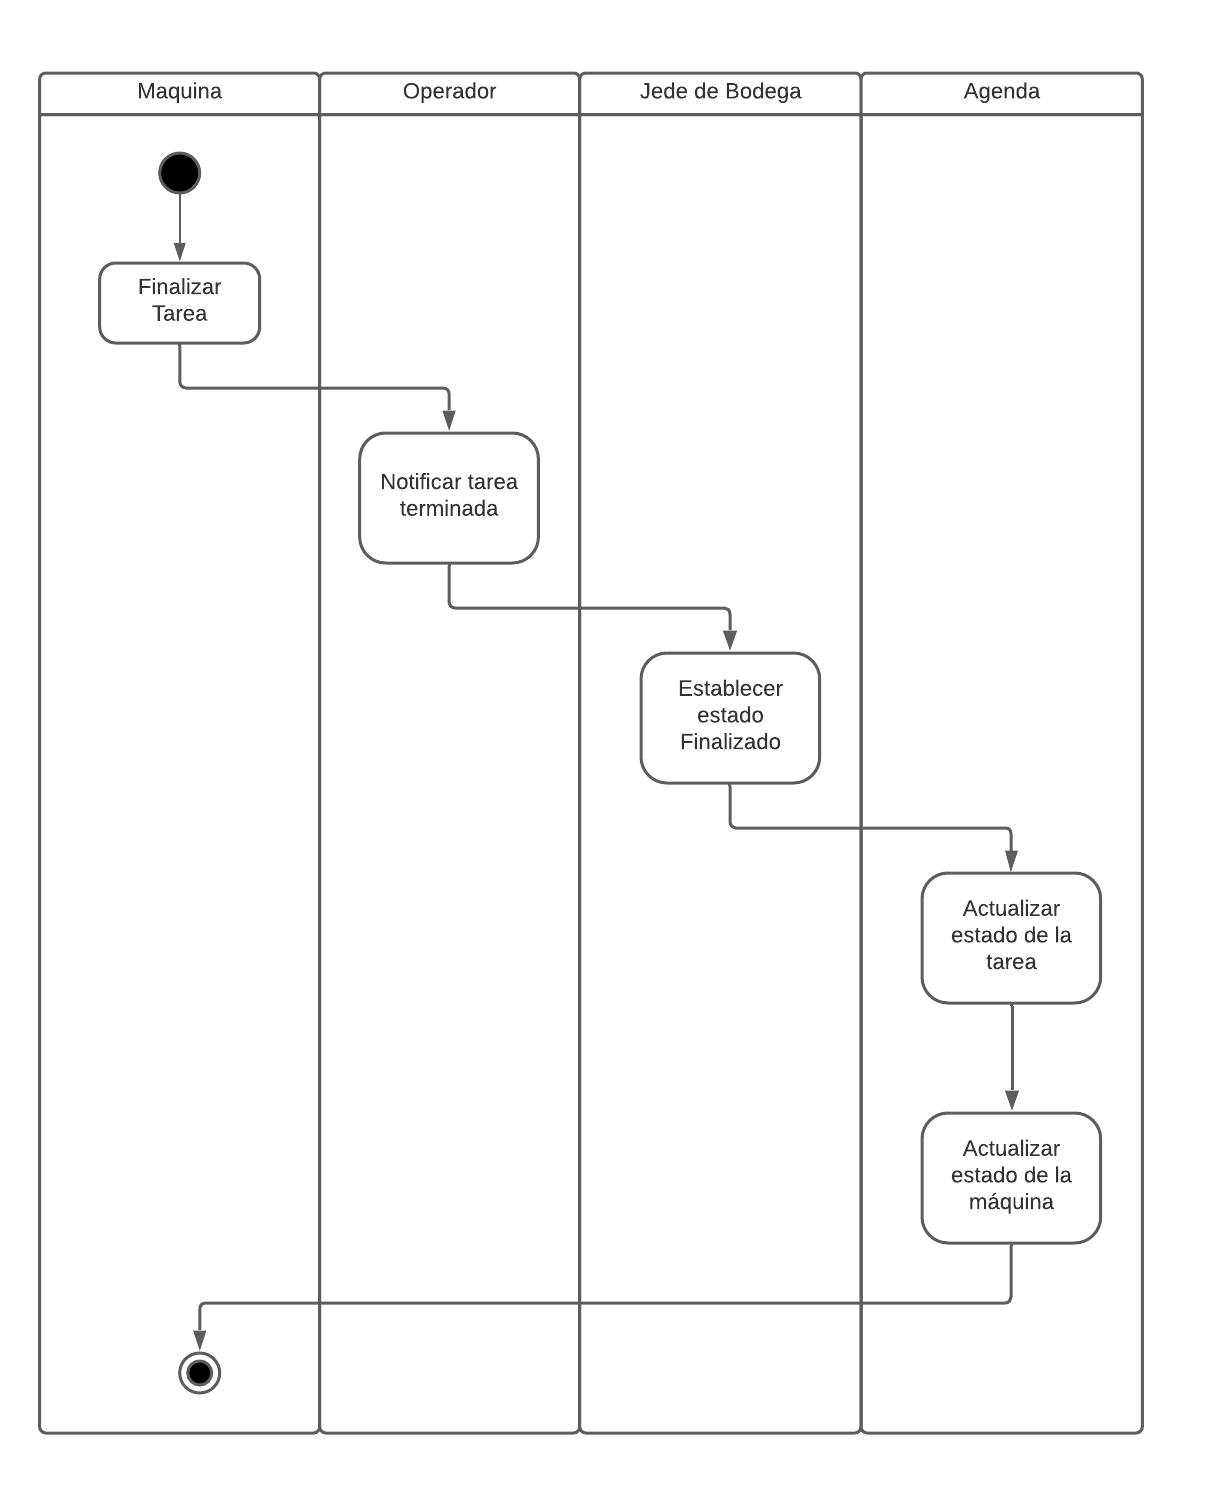 Maquina
Operador
Jede de Bodega
Agenda
Finalizar
Tarea
Notificar tarea
terminada
Establecer
estado
Finalizado
Actualizar
estado de la
tarea
Actualizar
estado de la
máquina